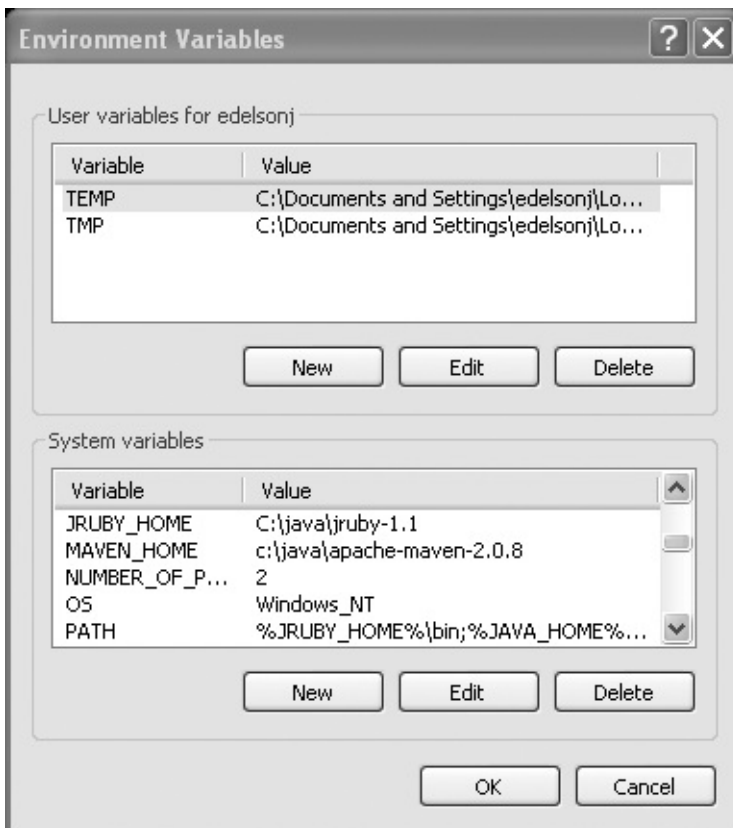 Environment Variables
User variables for edelsonj
Variable Value
TEMP C:\Documents and Settings\edelsonj\Lo...
TMP C:\Documents and Settings\edelsonj\Lo...
New Edit Delete
System variables
Variable Value
JRUBY_HOME C:\java\jruby-1.1
MAVEN_HOME c:\java\apache-maven-2.0.8
NUMBER_OF_P... 2
OS Windows_NT
PATH %JRUBY_HOME%\bin;%JAVA_HOME%...
New Edit Delete
OK Cancel